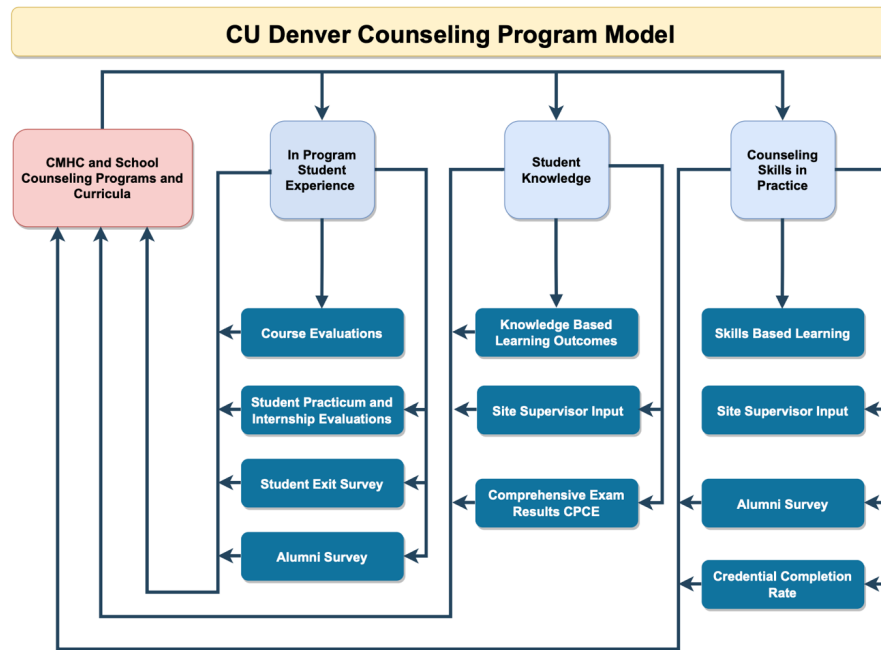 CU Denver Counseling Program Model
CMHC and School
Counseling Programs and
Curricula
In Program
Student
Experience
Student
Knowledge
Counseling
Skills in
Practice
Course Evaluations
Knowledge Based
Learning Outcomes
Skills Based Learning
Student Practicum and
Internship Evaluations
Site Supervisor Input
Site Supervisor Input
Student Exit Survey
Comprehensive Exam
Results CPCE
Alumni Survey
Alumni Survey
Credential Completion
Rate